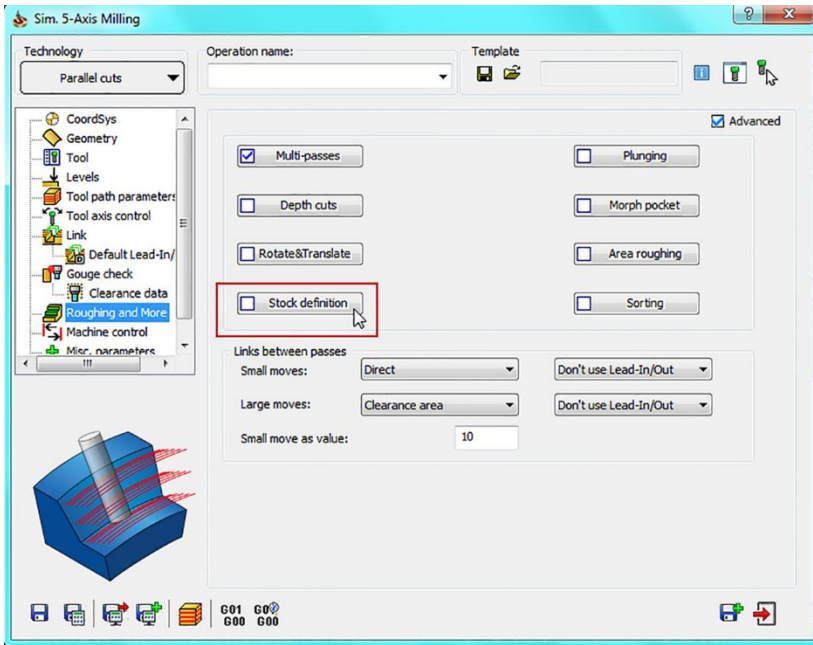 Sim. 5-Axis Milling
Technology
Operation name:
Template
Parallel cuts
Advanced
CoordSys
Geometry
Tool
Levels
Tool path parameters
Tool axis control
Link
Default Lead-In/
Gouge check
Clearance data
Roughing and More
Machine control
Misc. parameters
Multi-passes
Plunging
Depth cuts
Morph pocket
Rotate&Translate
Area roughing
Stock definition
Sorting
Links between passes
Small moves:
Direct
Don't use Lead-In/Out
Large moves:
Clearance area
Don't use Lead-In/Out
Small move as value:
10
G01 G0
G00 G00